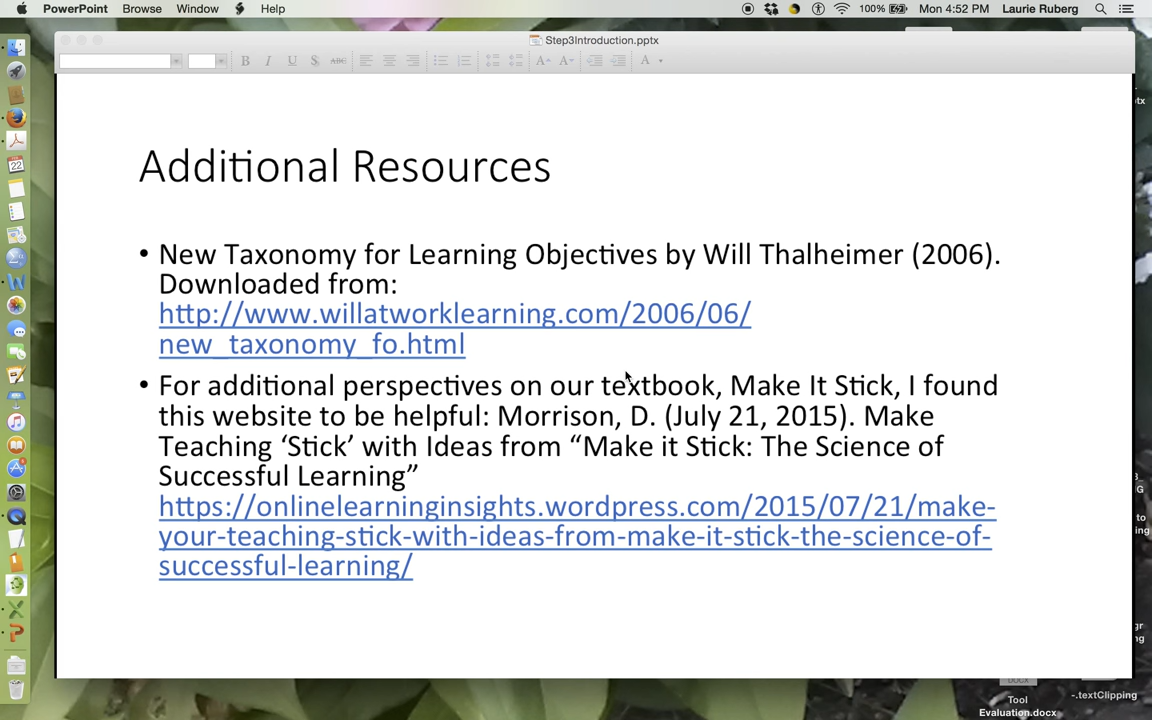 PowerPoint Browse Window Help 100% Mon 4:52 PM Laurie Ruberg
Step3Introduction.pptx
B I U S ABC A A A
Additional Resources
• New Taxonomy for Learning Objectives by Will Thalheimer (2006).
Downloaded from:
http://www.willatworklearning.com/2006/06/
new_taxonomy_fo.html
• For additional perspectives on our textbook, Make It Stick, I found
this website to be helpful: Morrison, D. (July 21, 2015). Make
Teaching ‘Stick’ with Ideas from “Make it Stick: The Science of
Successful Learning”
https://onlinelearninginsights.wordpress.com/2015/07/21/make-
your-teaching-stick-with-ideas-from-make-it-stick-the-science-of-
successful-learning/
Tool
Evaluation.docx
-.textClipping